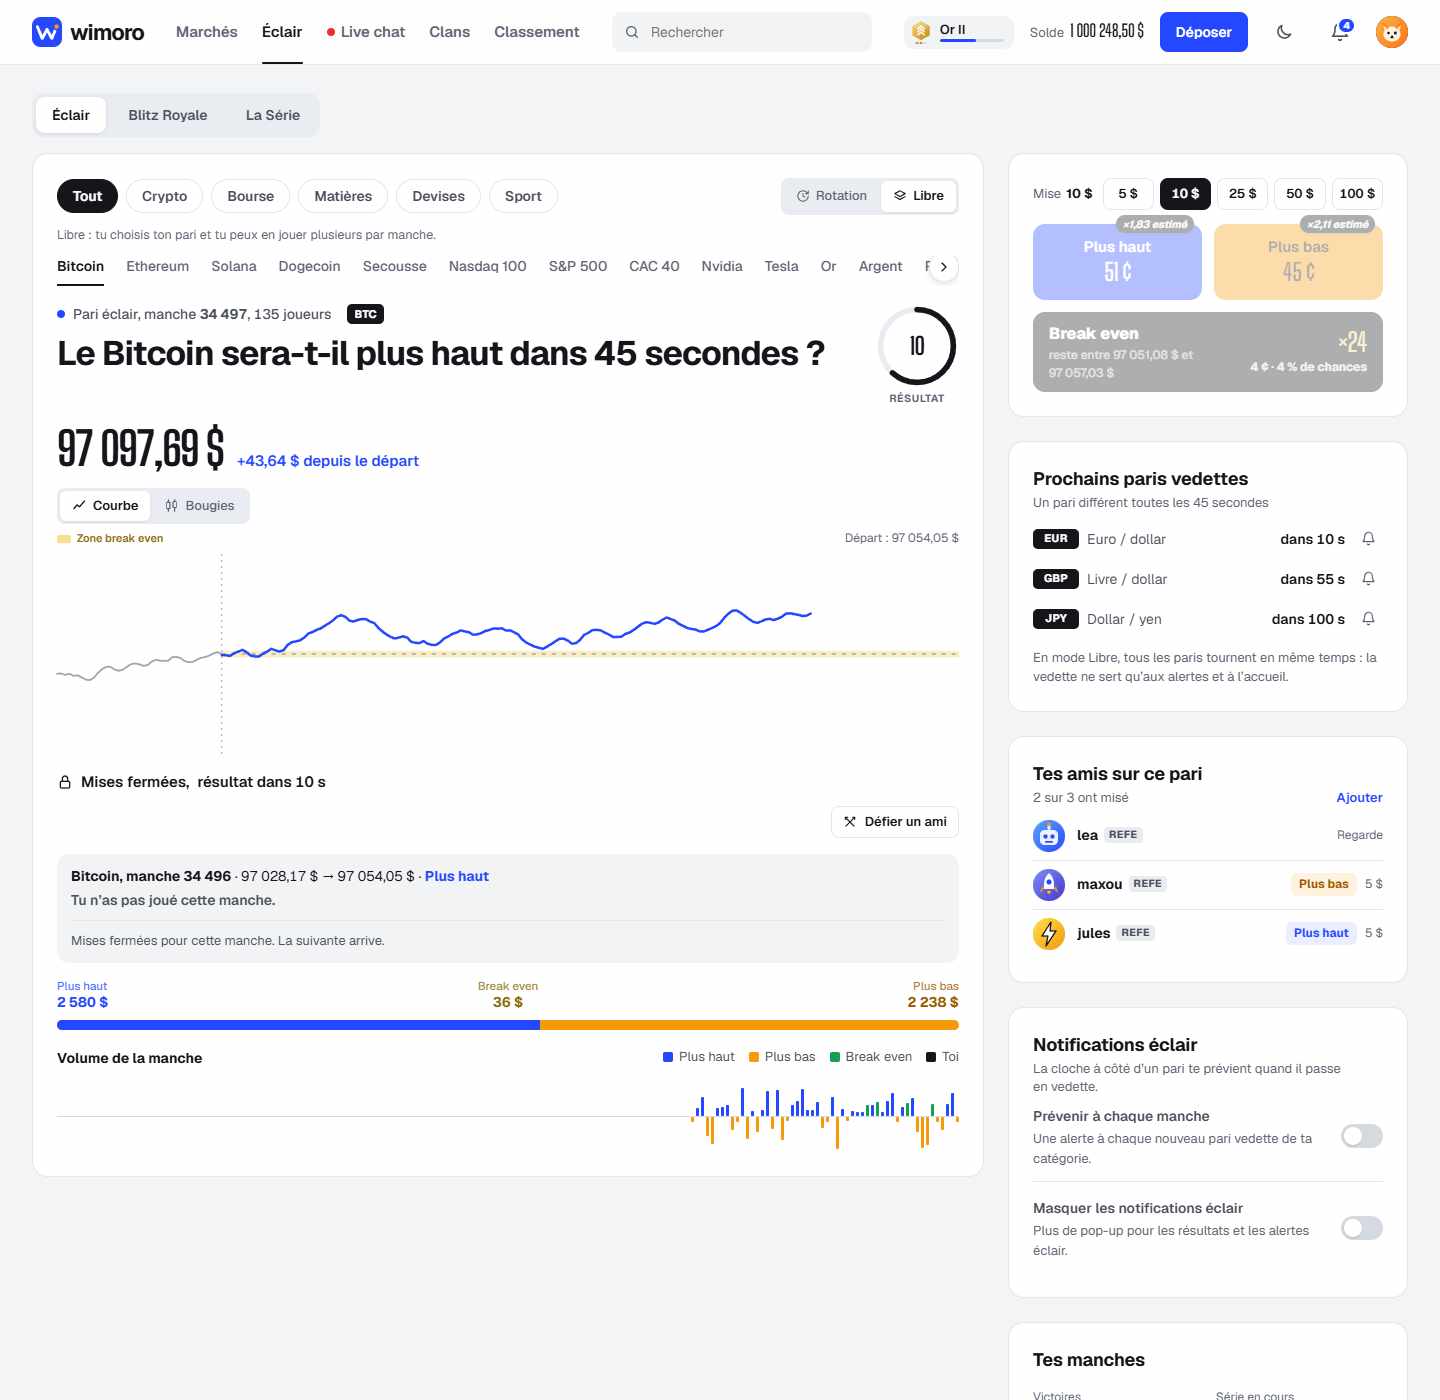 wimoro
Marchés
Éclair
Live chat
Clans
Classement
Rechercher
Or II
Solde 1 000 248,50 $
Déposer
4
Éclair
Blitz Royale
La Série
Tout
Crypto
Bourse
Matières
Devises
Sport
Rotation
Libre
Libre : tu choisis ton pari et tu peux en jouer plusieurs par manche.
Bitcoin
Ethereum
Solana
Dogecoin
Secousse
Nasdaq 100
S&P 500
CAC 40
Nvidia
Tesla
Or
Argent
Pari éclair, manche 34 497, 135 joueurs
BTC
Le Bitcoin sera-t-il plus haut dans 45 secondes ?
10
RÉSULTAT
97 097,69 $
+43,64 $ depuis le départ
Courbe
Bougies
Zone break even
Départ : 97 054,05 $
Mises fermées, résultat dans 10 s
Défier un ami
Bitcoin, manche 34 496 · 97 028,17 $ → 97 054,05 $ · Plus haut
Tu n’as pas joué cette manche.
Mises fermées pour cette manche. La suivante arrive.
Plus haut
2 580 $
Break even
36 $
Plus bas
2 238 $
Volume de la manche
Plus haut
Plus bas
Break even
Toi
Mise 10 $
5 $
10 $
25 $
50 $
100 $
×1,83 estimé
Plus haut
51 ¢
×2,11 estimé
Plus bas
45 ¢
Break even
reste entre 97 051,08 $ et
97 057,03 $
×24
4 ¢ · 4 % de chances
Prochains paris vedettes
Un pari différent toutes les 45 secondes
EUR
Euro / dollar
dans 10 s
GBP
Livre / dollar
dans 55 s
JPY
Dollar / yen
dans 100 s
En mode Libre, tous les paris tournent en même temps : la
vedette ne sert qu’aux alertes et à l’accueil.
Tes amis sur ce pari
2 sur 3 ont misé
Ajouter
lea
REFE
Regarde
maxou
REFE
Plus bas
5 $
jules
REFE
Plus haut
5 $
Notifications éclair
La cloche à côté d’un pari te prévient quand il passe
en vedette.
Prévenir à chaque manche
Une alerte à chaque nouveau pari vedette de ta
catégorie.
Masquer les notifications éclair
Plus de pop-up pour les résultats et les alertes
éclair.
Tes manches
Victoires
Série en cours